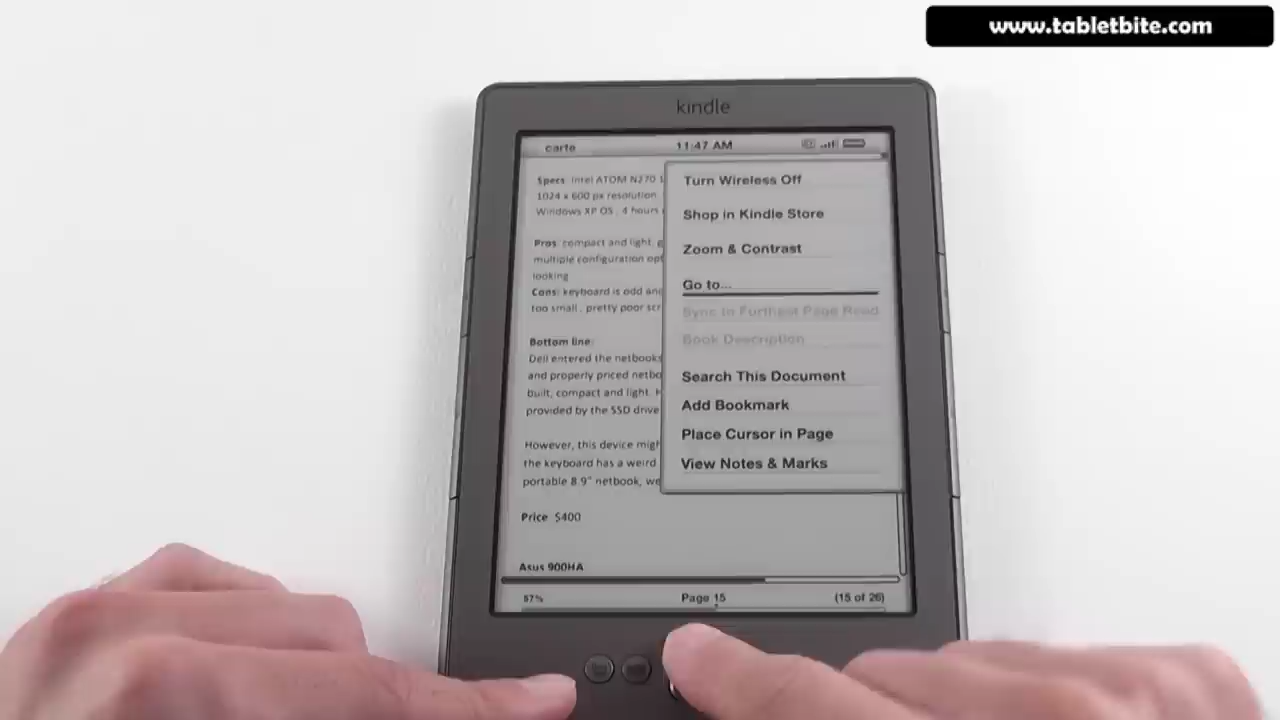 www.tabletbite.com
kindle
carte 11:47 AM
Specs: Intel ATOM N270
1024 x 600 px resolution
Windows XP OS , 4 hours
Pros: compact and light,
multiple configuration
looking
Cons: keyboard is odd
too small , pretty poor
Bottom line:
Dell entered the netbooks
and properly priced
built, compact and light.
provided by the SSD drive
However, this device
the keyboard has a weird
portable 8.9" netbook,
Price $400
Asus 900HA
57% Page 15 (15 of 26)
Turn Wireless Off
Shop in Kindle Store
Zoom & Contrast
Go to...
Sync to Furthest Page Read
Book Description
Search This Document
Add Bookmark
Place Cursor in Page
View Notes & Marks